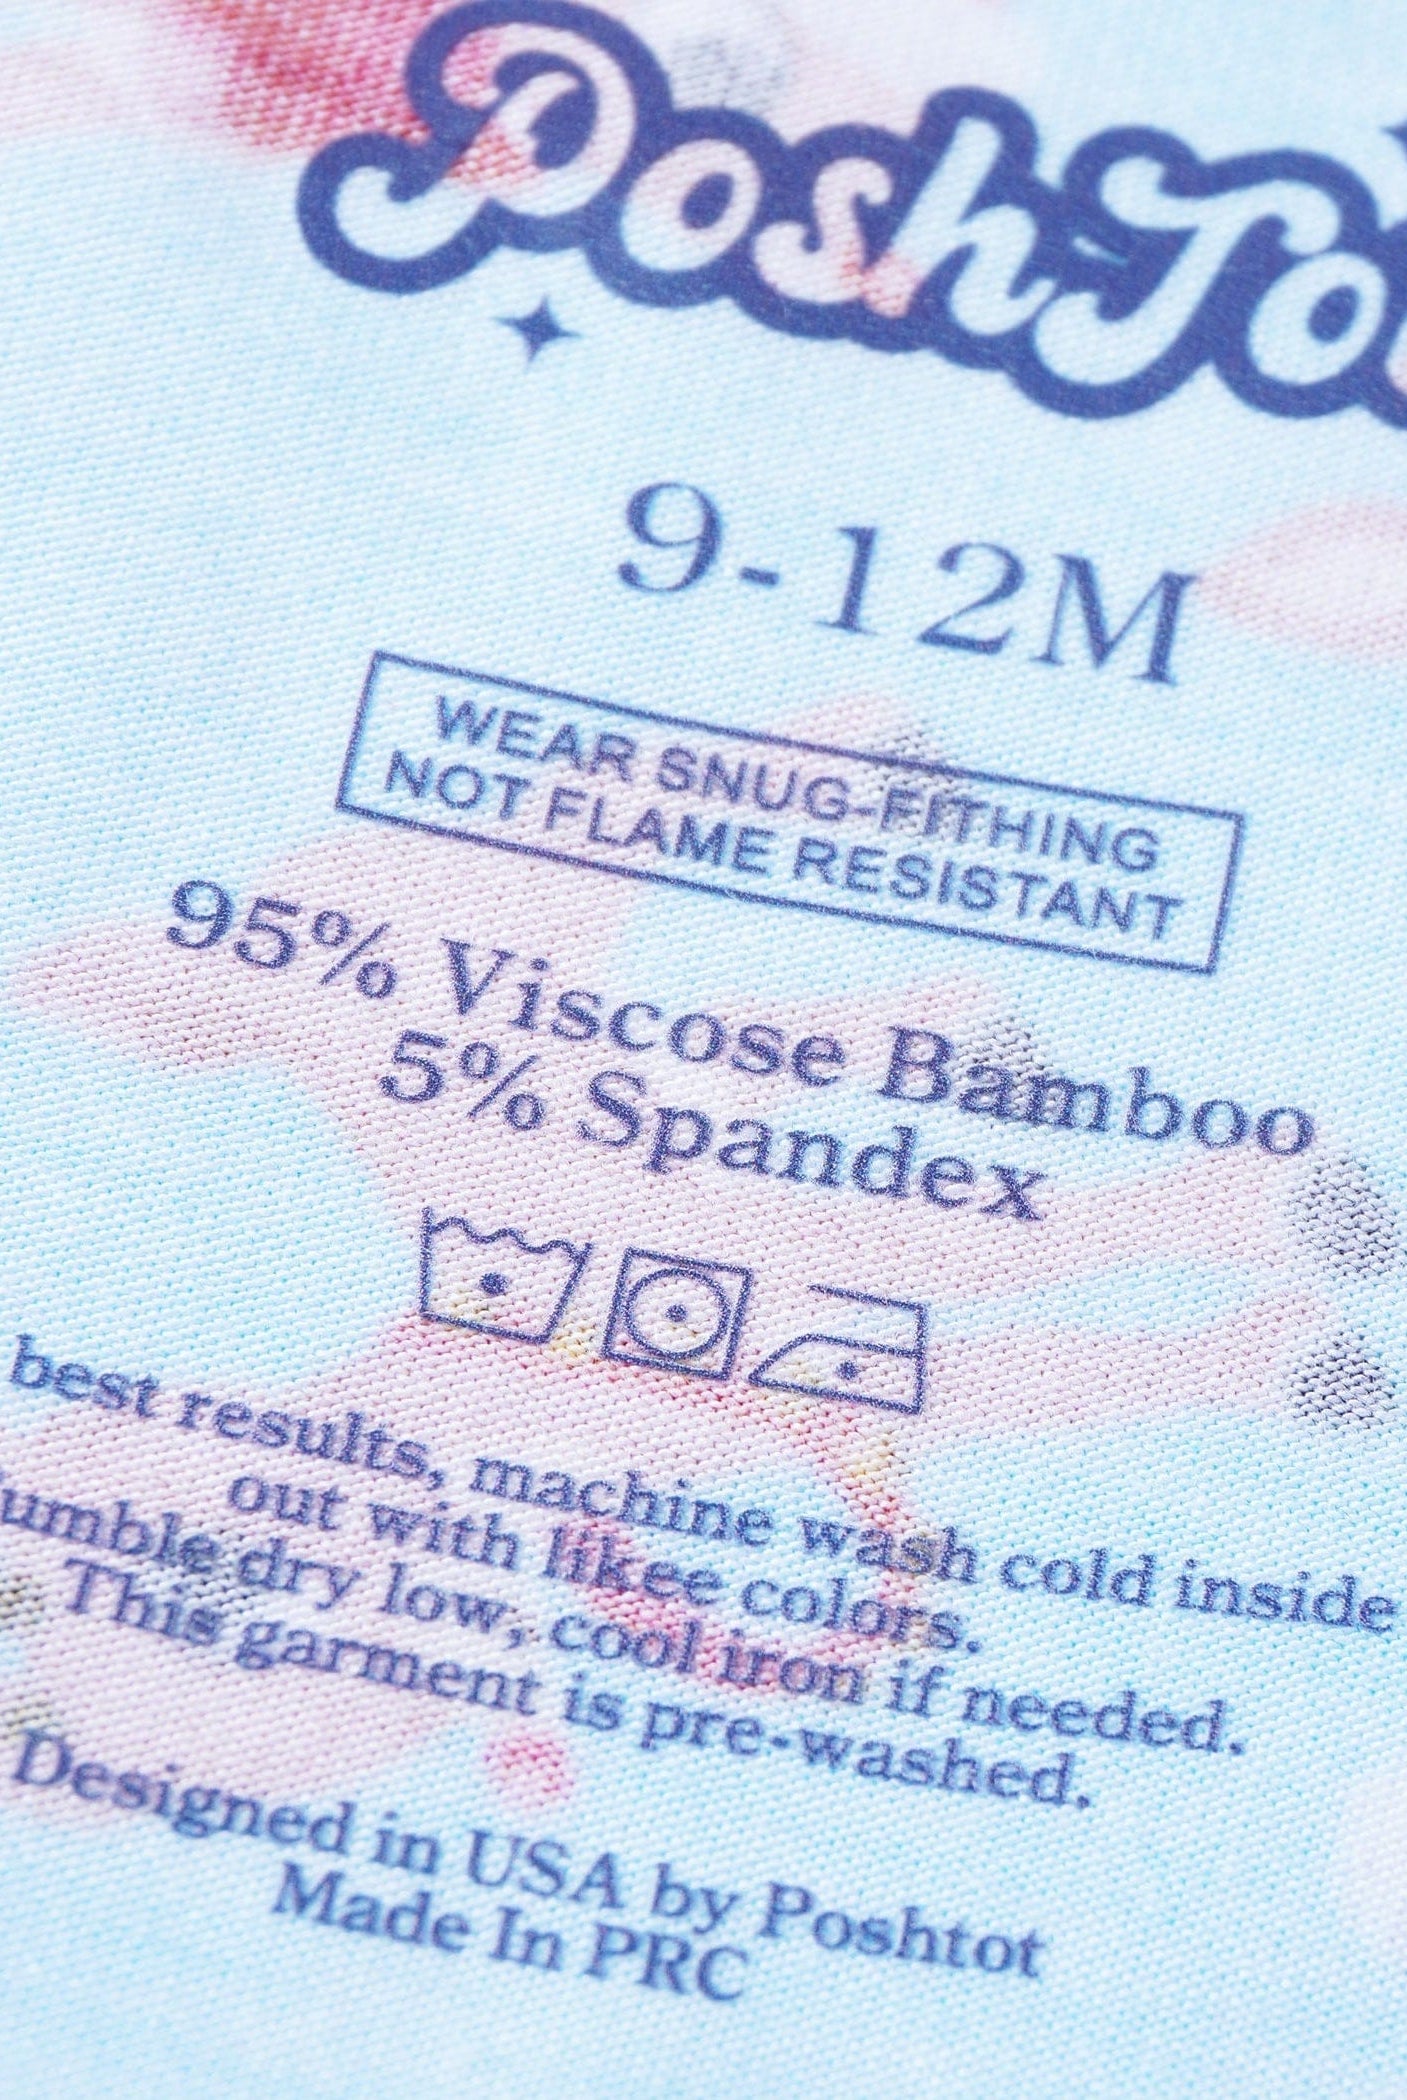 PoshTo
9-12M
WEAR SNUG-FITHING
NOT FLAME RESISTANT
95% Viscose Bamboo
5% Spandex
best results, machine wash cold inside
out with likee colors.
umble dry low, cool iron if needed.
This garment is pre-washed.
Designed in USA by Poshtot
Made In PRC